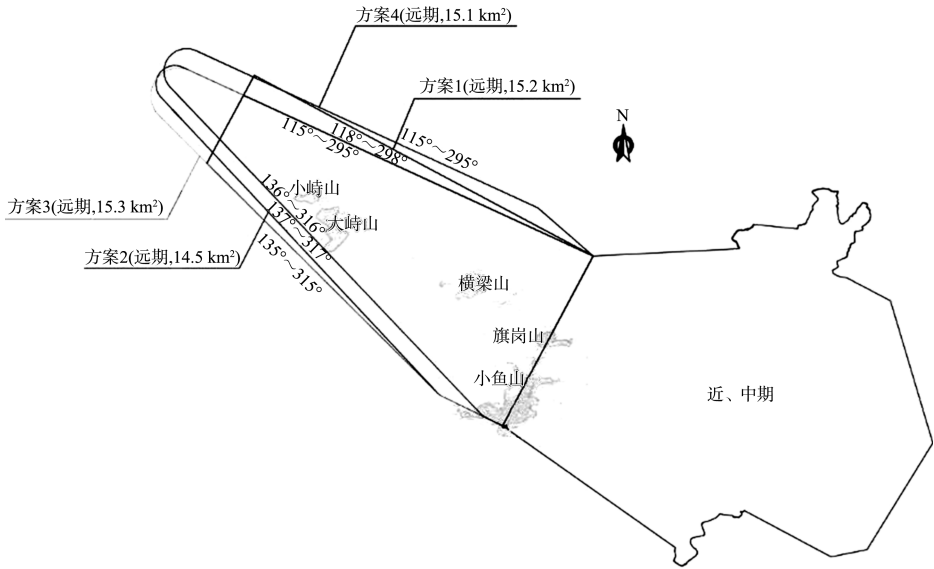 方案4(远期,15.1 km²)
方案1(远期,15.2 km²)
N
115°～295°
118°～298°
115°～295°
136°～316°
小峙山
137°～317°
大峙山
方案3(远期,15.3 km²)
方案2(远期,14.5 km²)
135°～315°
横梁山
旗岗山
小鱼山
近、中期